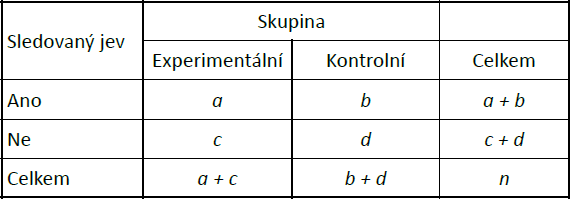 Sledovaný jev
Skupina
Experimentální Kontrolní Celkem
Ano a b a + b
Ne c d c + d
Celkem a + c b + d n